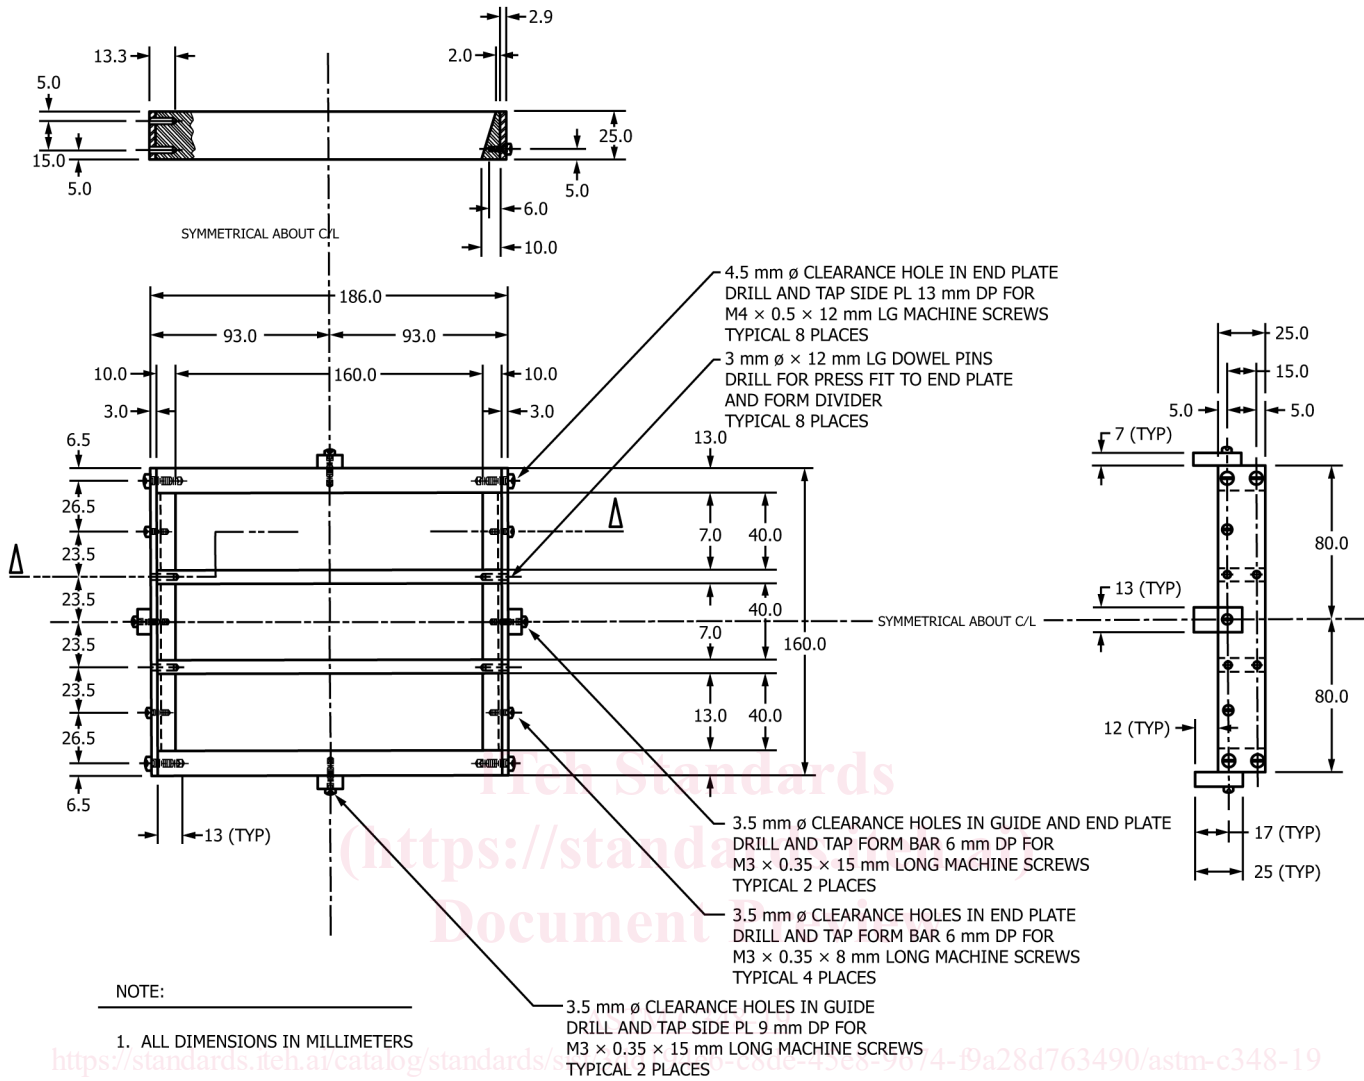 2.9
13.3
2.0
5.0
25.0
15.0
5.0
5.0
6.0
SYMMETRICAL ABOUT C/L
10.0
4.5 mm ø CLEARANCE HOLE IN END PLATE
DRILL AND TAP SIDE PL 13 mm DP FOR
M4 × 0.5 × 12 mm LG MACHINE SCREWS
TYPICAL 8 PLACES
186.0
93.0 93.0
25.0
3 mm ø × 12 mm LG DOWEL PINS
DRILL FOR PRESS FIT TO END PLATE
AND FORM DIVIDER
TYPICAL 8 PLACES
10.0 160.0 10.0
15.0
3.0 3.0
5.0 5.0
6.5
13.0
7 (TYP)
26.5
23.5
7.0 40.0
80.0
23.5
13 (TYP)
40.0
SYMMETRICAL ABOUT C/L
23.5
7.0
160.0
23.5
80.0
13.0 40.0
26.5
12 (TYP)
6.5
iTeh Standards
13 (TYP)
17 (TYP)
25 (TYP)
(https://standards.iteh.ai)
3.5 mm ø CLEARANCE HOLES IN GUIDE AND END PLATE
DRILL AND TAP FORM BAR 6 mm DP FOR
M3 × 0.35 × 15 mm LONG MACHINE SCREWS
TYPICAL 2 PLACES
Document Preview
3.5 mm ø CLEARANCE HOLES IN END PLATE
DRILL AND TAP FORM BAR 6 mm DP FOR
M3 × 0.35 × 8 mm LONG MACHINE SCREWS
TYPICAL 4 PLACES
NOTE:
1. ALL DIMENSIONS IN MILLIMETERS
3.5 mm ø CLEARANCE HOLES IN GUIDE
DRILL AND TAP SIDE PL 9 mm DP FOR
M3 × 0.35 × 15 mm LONG MACHINE SCREWS
TYPICAL 2 PLACES